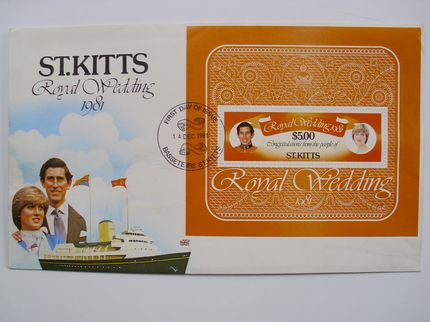 ST.KITTS
Royal Wedding
1981
FIRST DAY OF ISSUE
14 DEC 1981
BASSETERRE ST. KITTS
Royal Wedding 1981
$5.00
Congratulations from the people of
ST.KITTS
Royal Wedding
1981